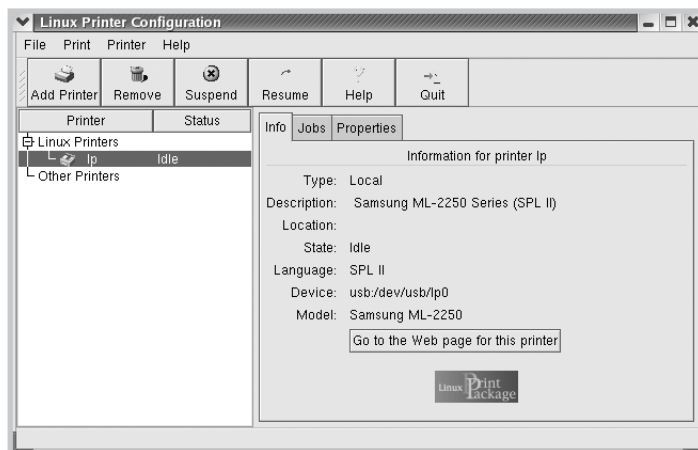 Linux Printer Configuration
File Print Printer Help
Add Printer Remove Suspend Resume Help Quit
Printer Status
Linux Printers
lp Idle
Other Printers
Info Jobs Properties
Information for printer lp
Type: Local
Description: Samsung ML-2250 Series (SPL II)
Location:
State: Idle
Language: SPL II
Device: usb:/dev/usb/lp0
Model: Samsung ML-2250
Go to the Web page for this printer
Linux Print Package